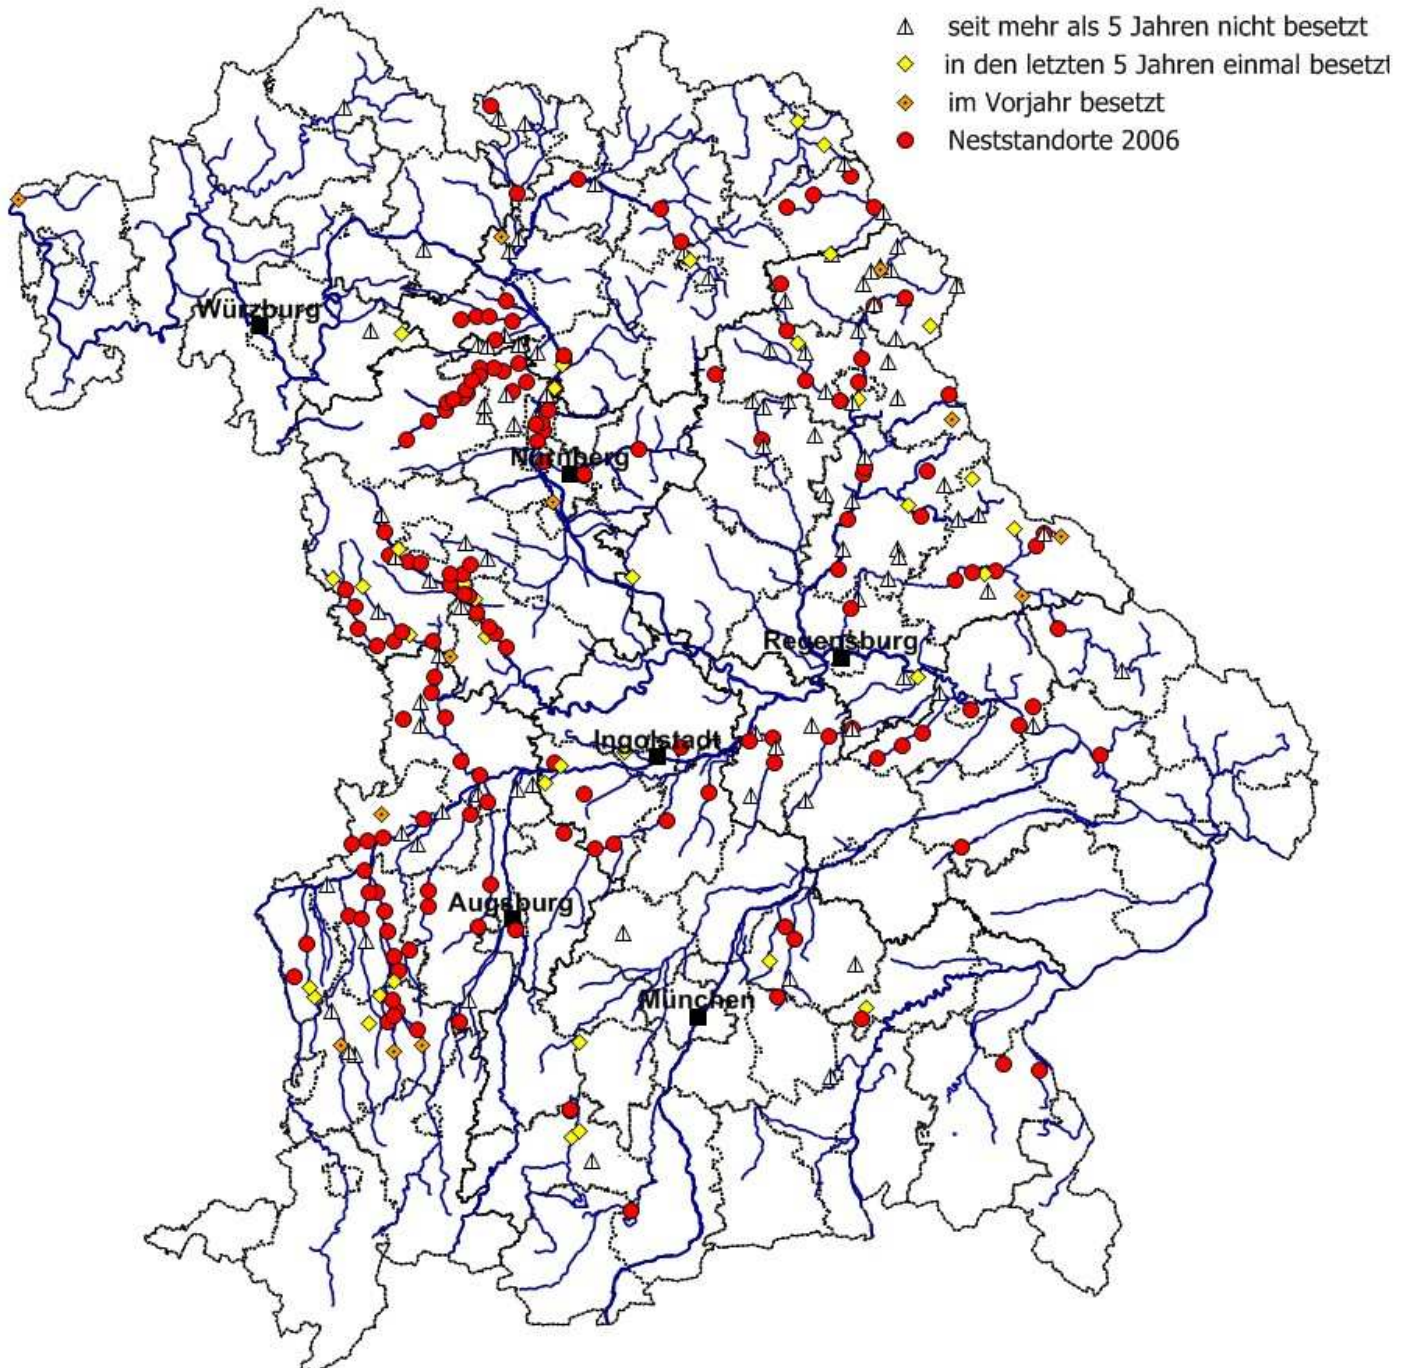 seit mehr als 5 Jahren nicht besetzt
in den letzten 5 Jahren einmal besetzt
im Vorjahr besetzt
Neststandorte 2006
Würzburg
Nürnberg
Regensburg
Ingolstadt
Augsburg
München